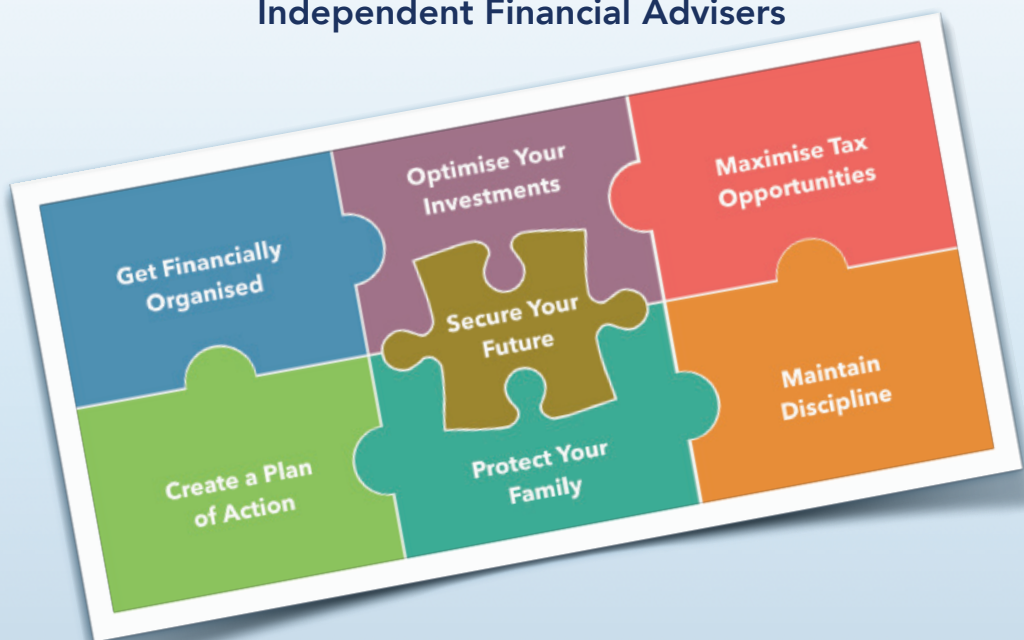 Independent Financial Advisers
Optimise Your
Investments
Maximise Tax
Opportunities
Get Financially
Organised
Secure Your
Future
Maintain
Discipline
Create a Plan
of Action
Protect Your
Family